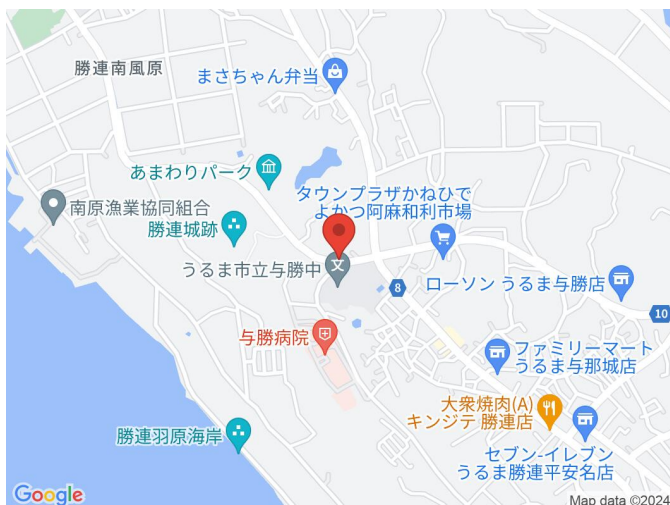 勝連南風原
まさちゃん弁当
あまわりパーク
タウンプラザかねひで
よかつ阿麻和利市場
南原漁業協同組合
勝連城跡
うるま市立与勝中
文
8
ローソン うるま与勝店
10
与勝病院
ファミリーマート
うるま与那城店
大衆焼肉(A)
キンジテ 勝連店
勝連羽原海岸
セブン-イレブン
うるま勝連平安名店
Google
Map data ©2024